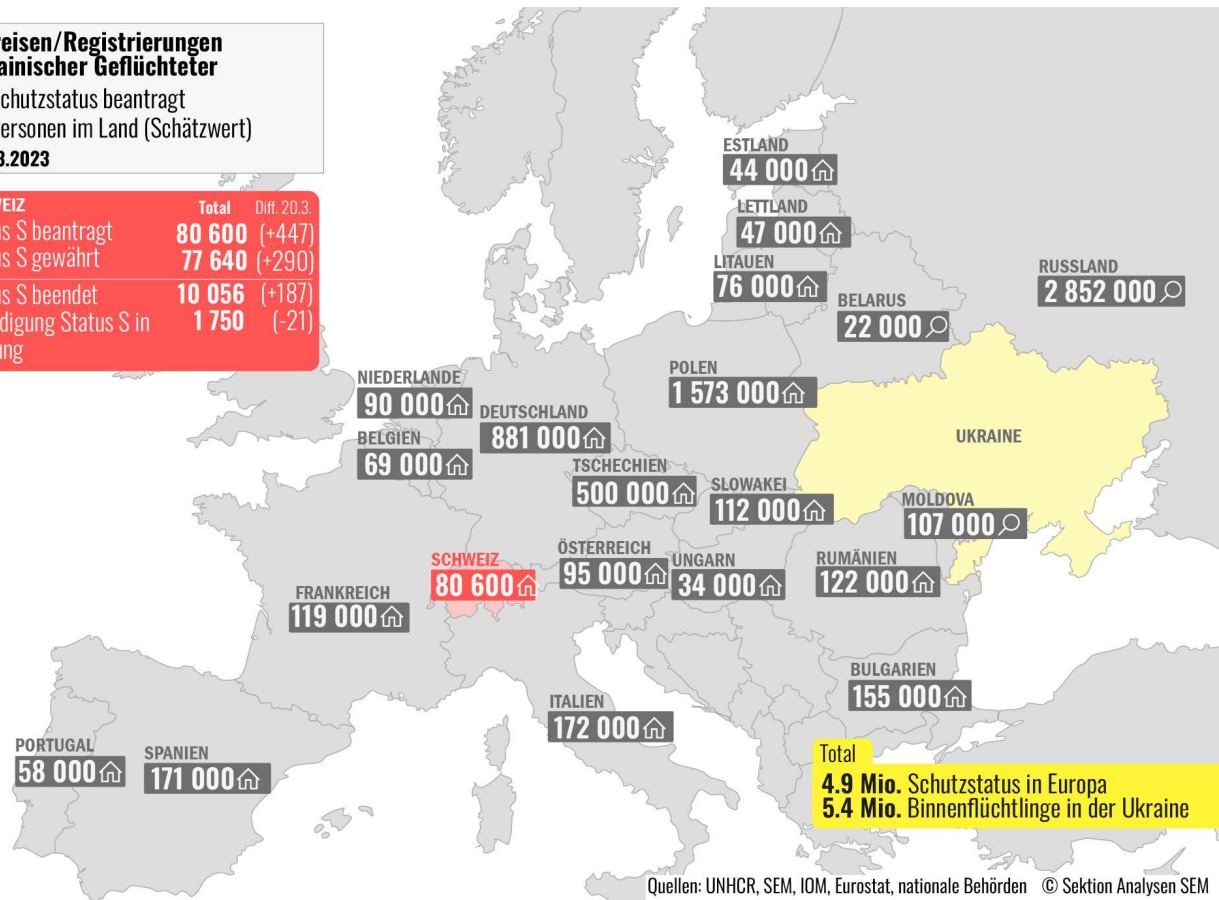 reisen/Registrierungen
ainischer Geflüchteter
chutzstatus beantragt
ersonen im Land (Schätzwert)
3.2023
VEIZ Total Diff. 20.3.
us S beantragt 80 600 (+447)
us S gewährt 77 640 (+290)
us S beendet 10 056 (+187)
digung Status S in 1 750 (-21)
ung
ESTLAND
44 000
LETTLAND
47 000
LITAUEN
76 000
BELARUS
22 000
RUSSLAND
2 852 000
POLEN
1 573 000
NIEDERLANDE
90 000
DEUTSCHLAND
881 000
BELGIEN
69 000
UKRAINE
TSCHECHIEN
500 000
SLOWAKEI
112 000
MOLDOVA
107 000
SCHWEIZ
80 600
ÖSTERREICH
95 000
UNGARN
34 000
RUMÄNIEN
122 000
FRANKREICH
119 000
BULGARIEN
155 000
ITALIEN
172 000
PORTUGAL
58 000
SPANIEN
171 000
Total
4.9 Mio. Schutzstatus in Europa
5.4 Mio. Binnenflüchtlinge in der Ukraine
Quellen: UNHCR, SEM, IOM, Eurostat, nationale Behörden © Sektion Analysen SEM